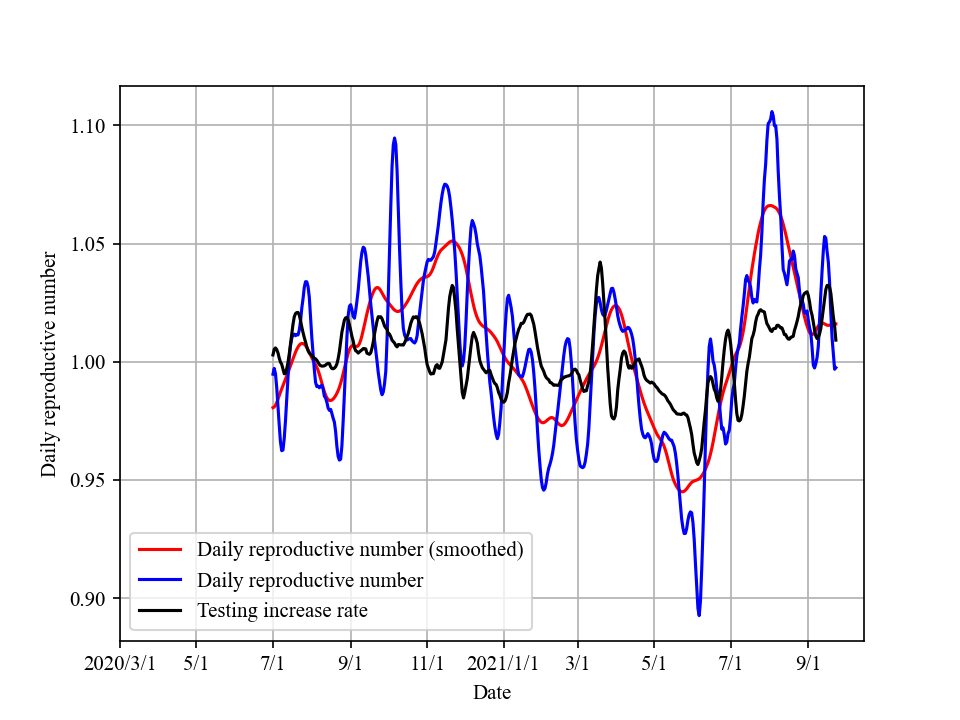 1.10
1.05
1.00
0.95
0.90
Daily reproductive number
Daily reproductive number (smoothed)
Daily reproductive number
Testing increase rate
2020/3/1 5/1 7/1 9/1 11/1 2021/1/1 3/1 5/1 7/1 9/1
Date